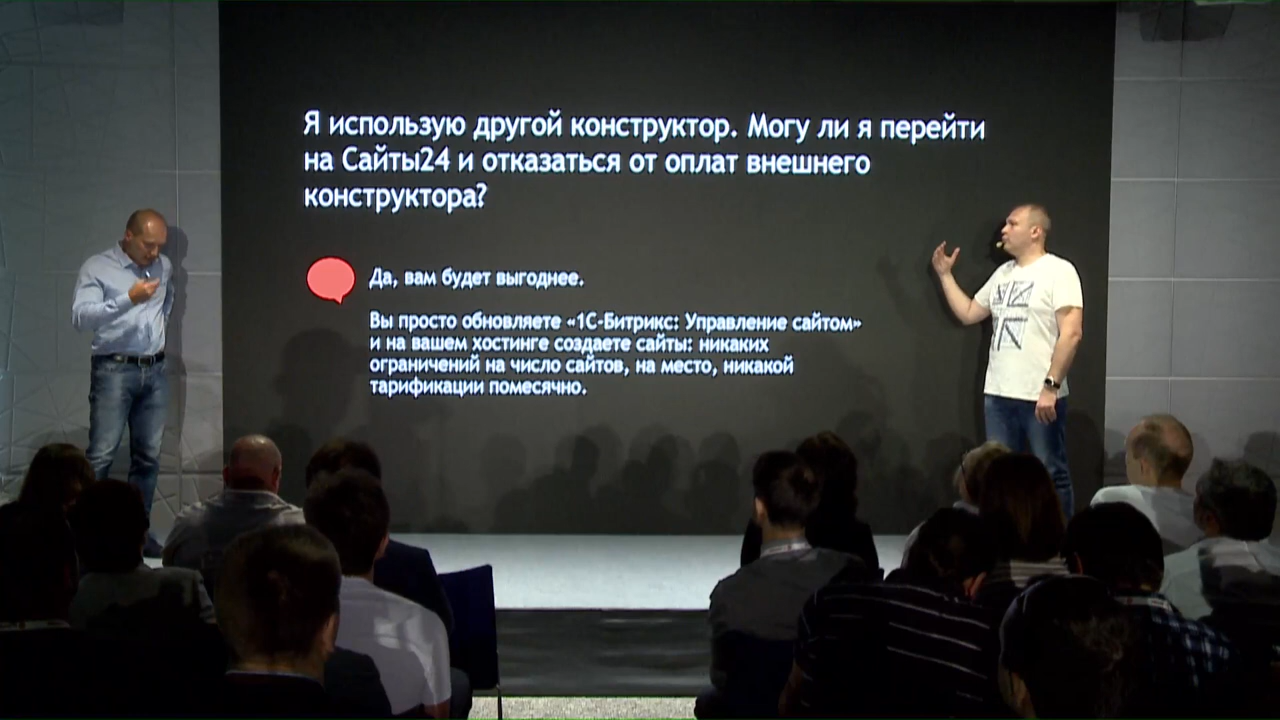 Я использую другой конструктор. Могу ли я перейти
на Сайты24 и отказаться от оплат внешнего
конструктора?
Да, вам будет выгоднее.
Вы просто обновляете «1С-Битрикс: Управление сайтом»
и на вашем хостинге создаете сайты: никаких
ограничений на число сайтов, на место, никакой
тарификации помесячно.